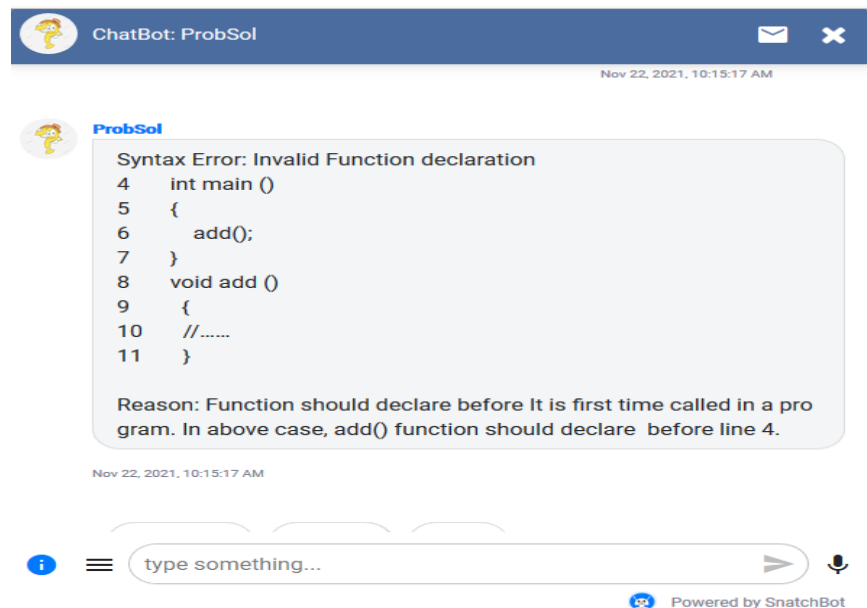 ChatBot: ProbSol
Nov 22, 2021, 10:15:17 AM
ProbSol
Syntax Error: Invalid Function declaration
4 int main ()
5 {
6 add();
7 }
8 void add ()
9 {
10 //......
11 }
Reason: Function should declare before It is first time called in a pro
gram. In above case, add() function should declare before line 4.
Nov 22, 2021, 10:15:17 AM
type something...
Powered by SnatchBot